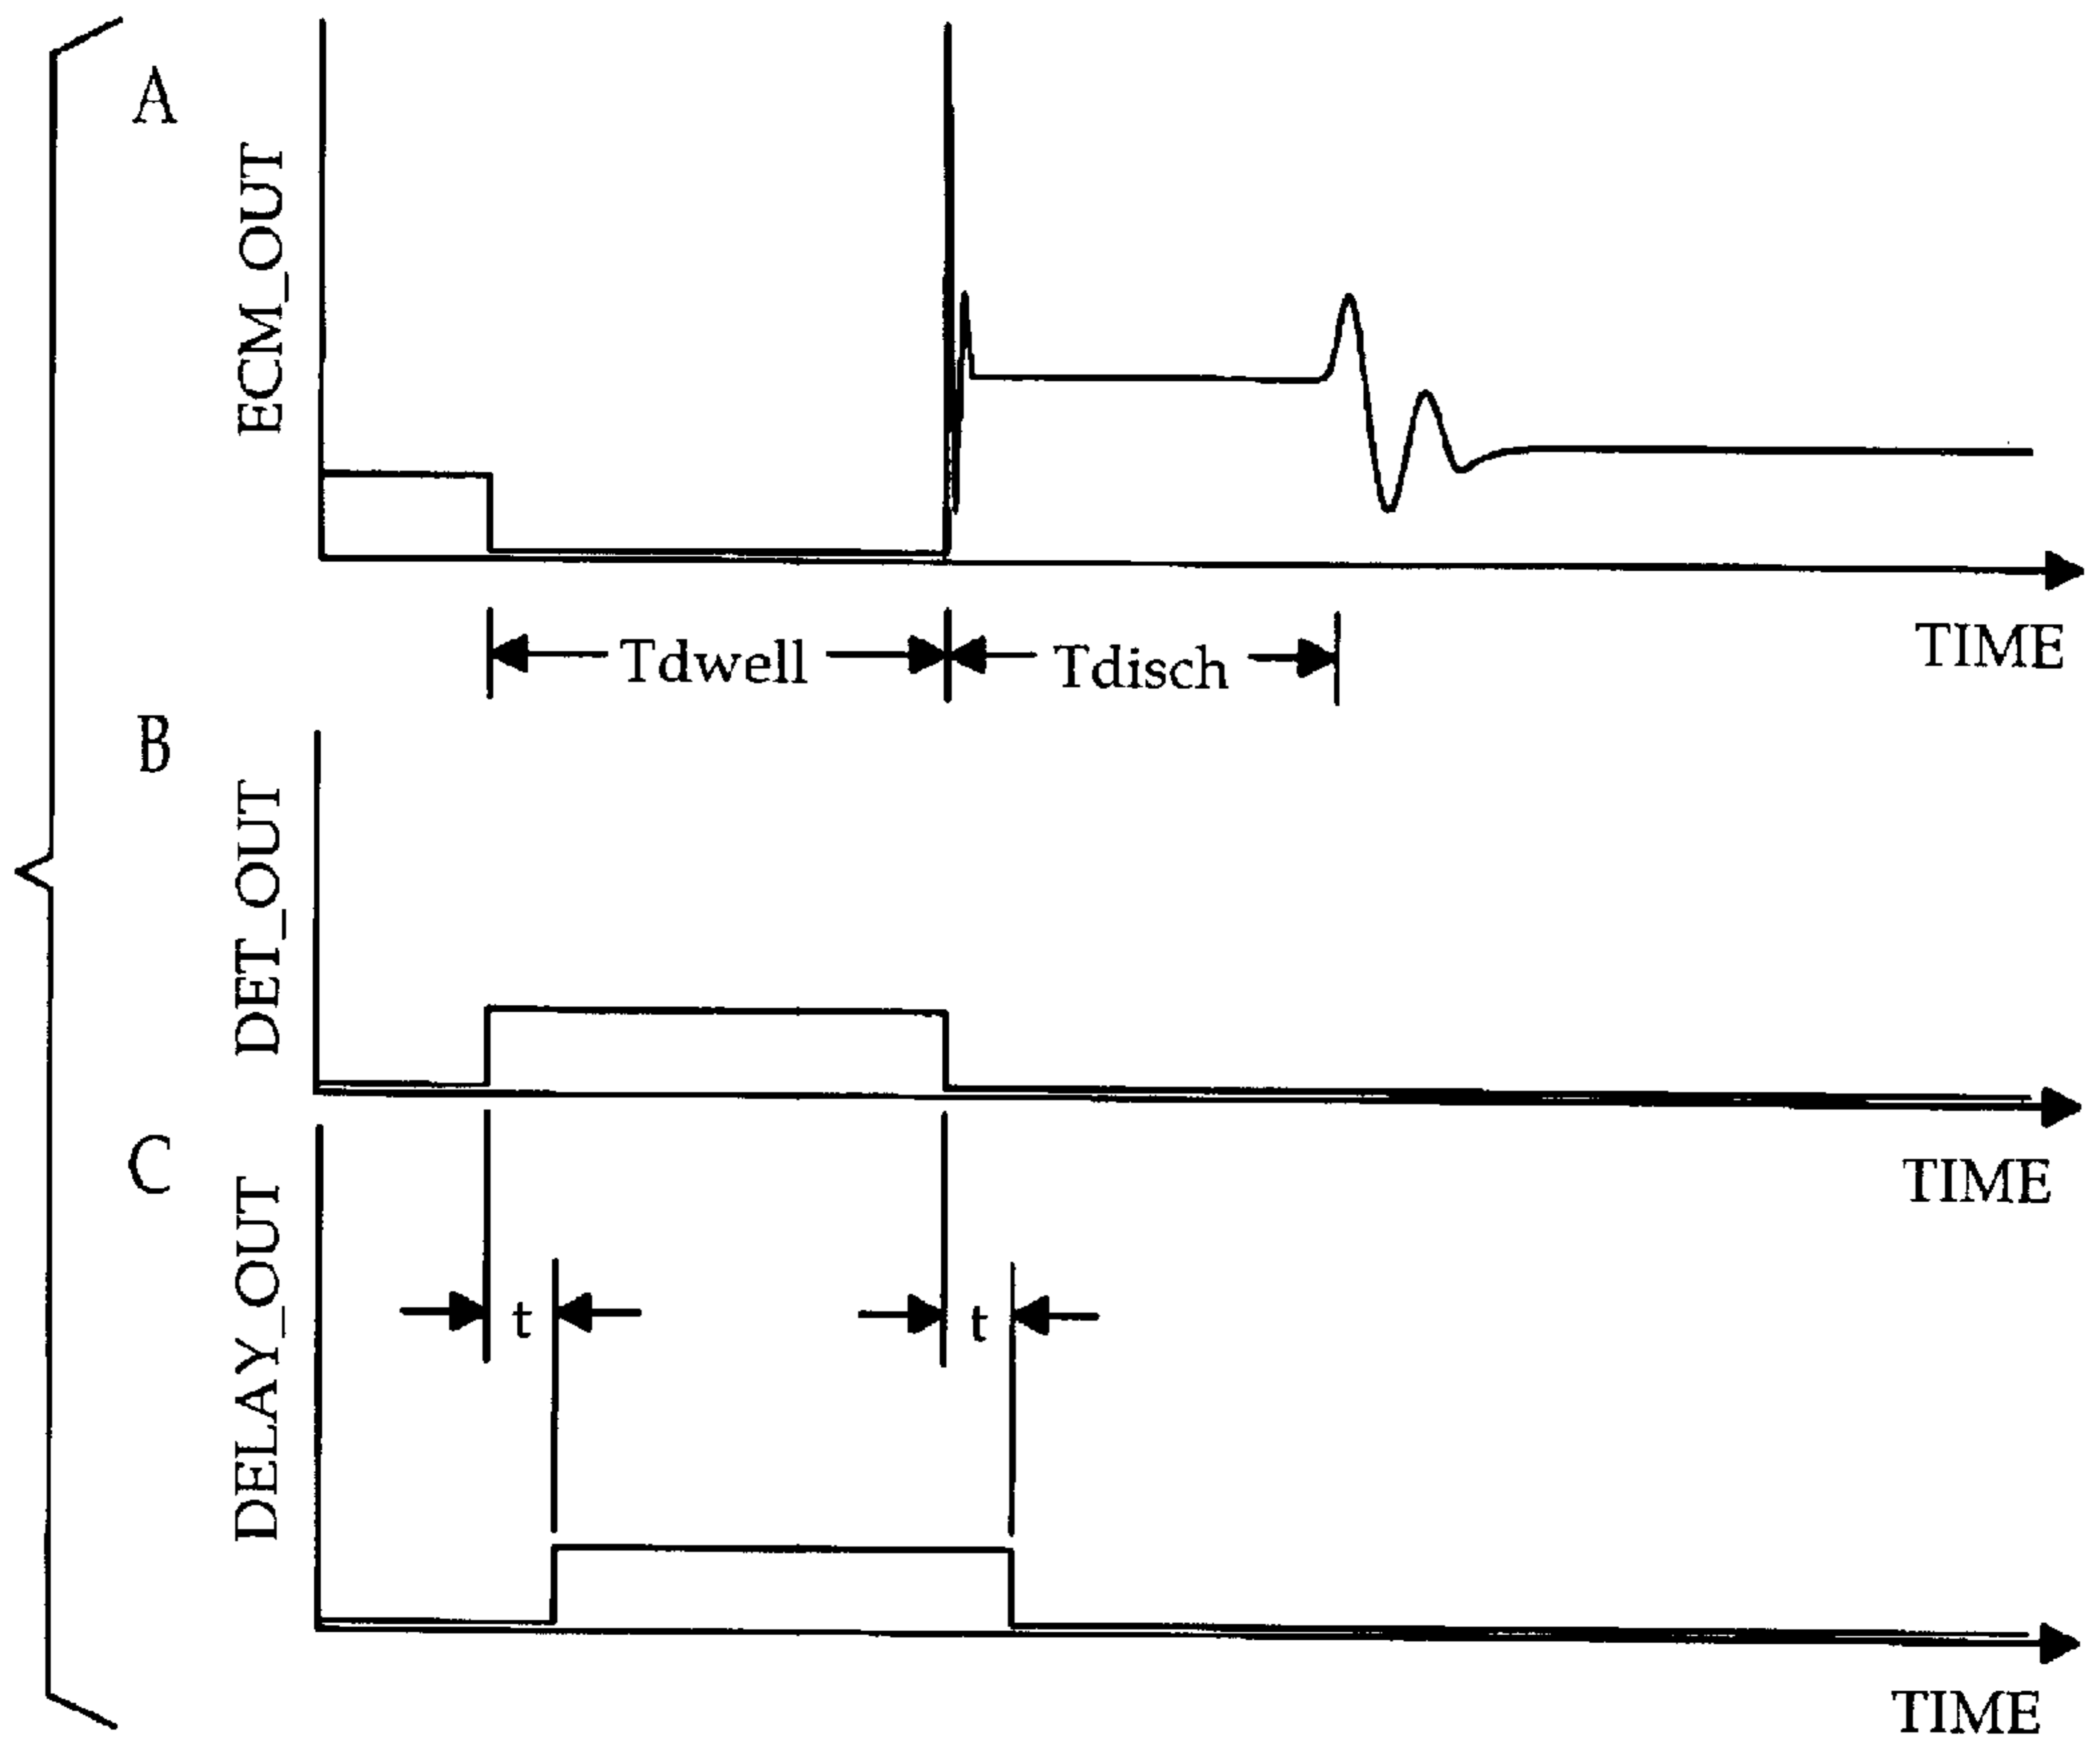 A
ECM_OUT
Tdwell
Tdisch
TIME
B
DET_OUT
TIME
C
DELAY_OUT
t
t
TIME